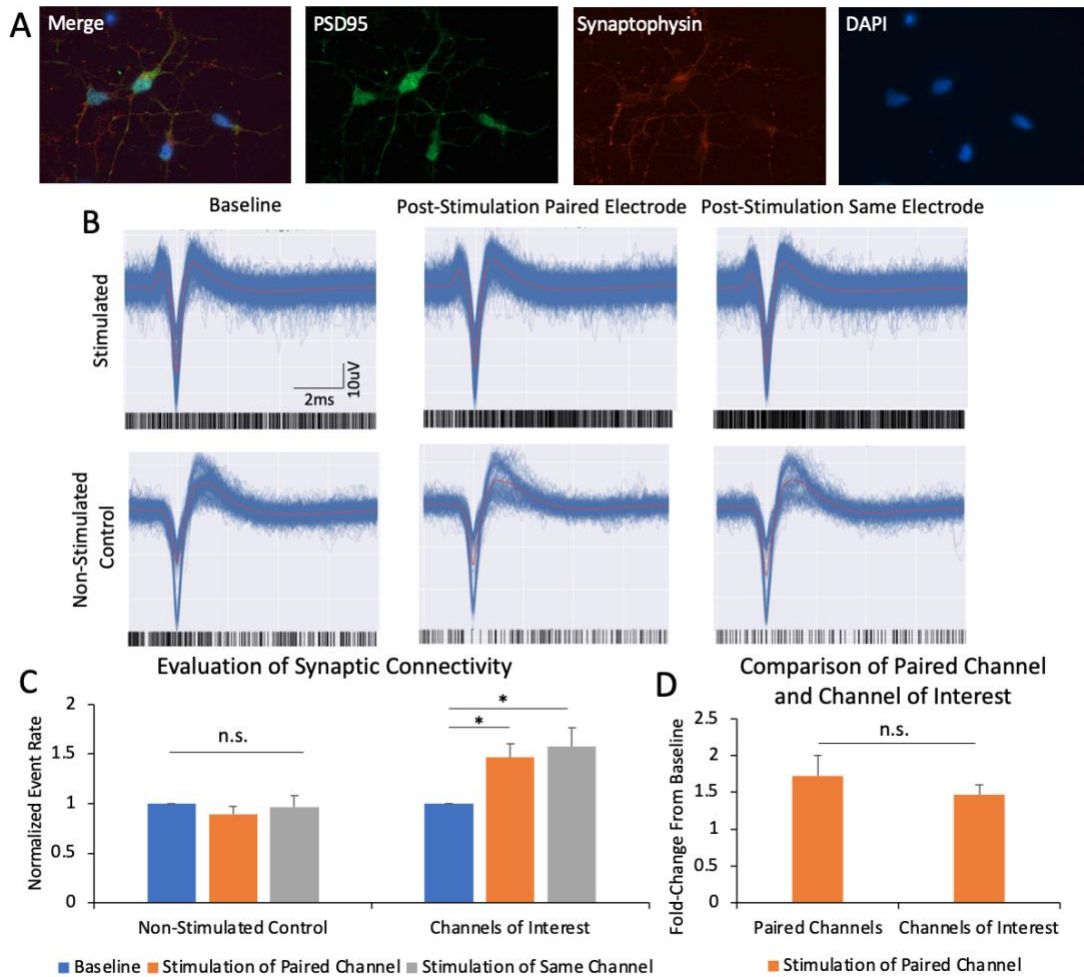 A
Merge
PSD95
Synaptophysin
DAPI
B
Baseline
Post-Stimulation Paired Electrode
Post-Stimulation Same Electrode
Stimulated
10uV
2ms
Non-Stimulated
Control
Evaluation of Synaptic Connectivity
C
Normalized Event Rate
2
1.5
1
0.5
0
n.s.
*
*
Non-Stimulated Control
Channels of Interest
Baseline
Stimulation of Paired Channel
Stimulation of Same Channel
Comparison of Paired Channel
and Channel of Interest
D
Fold-Change From Baseline
2.5
2
1.5
1
0.5
0
n.s.
Paired Channels
Channels of Interest
Stimulation of Paired Channel